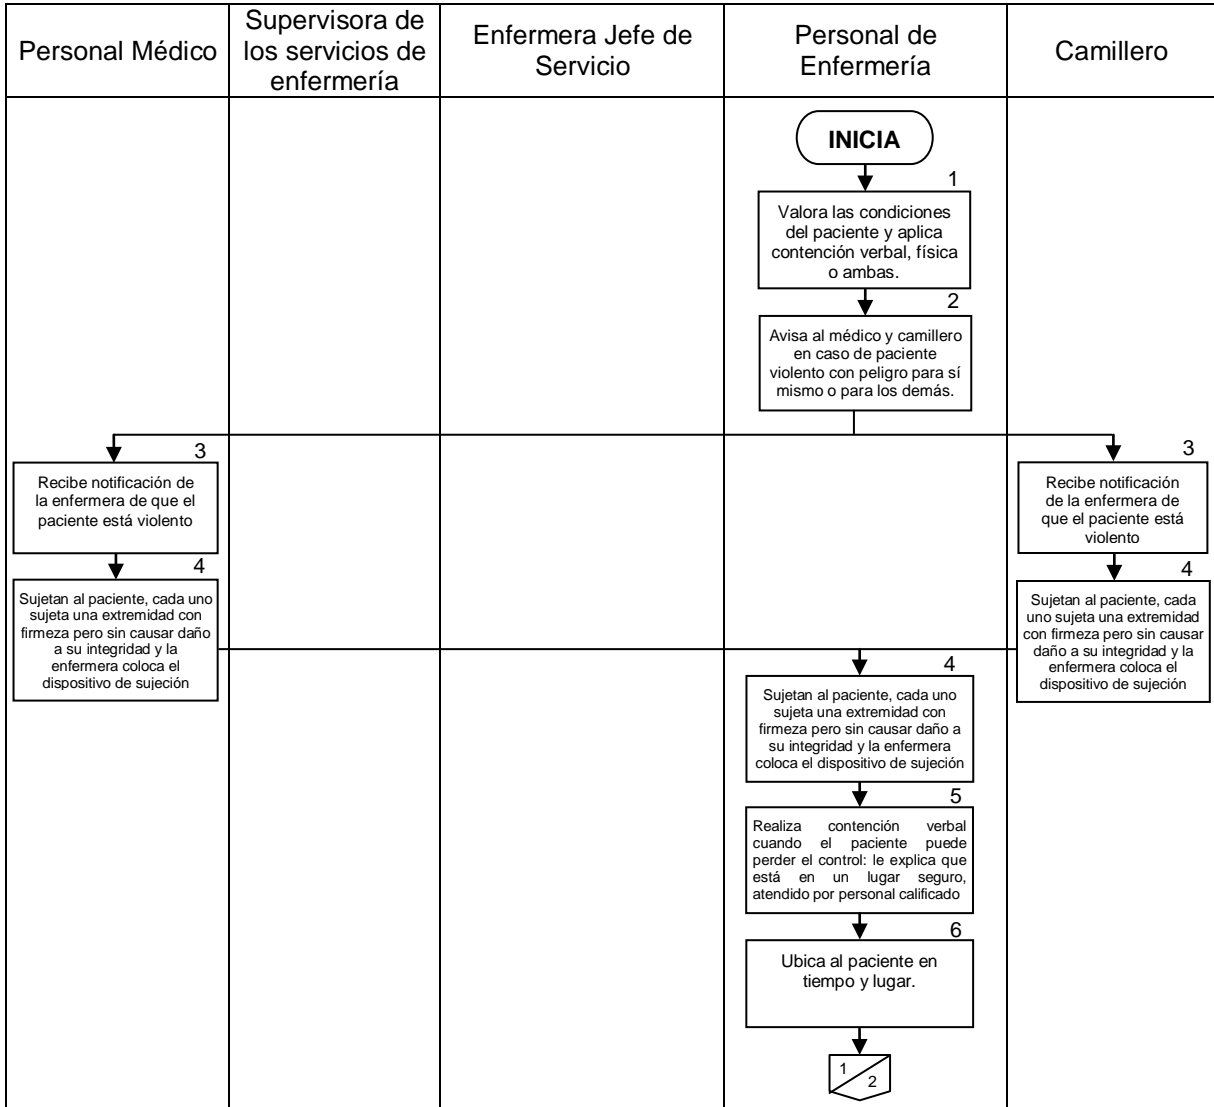 Personal Médico
Supervisora de
los servicios de
enfermería
Enfermera Jefe de
Servicio
Personal de
Enfermería
Camillero
INICIA
1
Valora las condiciones
del paciente y aplica
contención verbal, física
o ambas.
2
Avisa al médico y camillero
en caso de paciente
violento con peligro para sí
mismo o para los demás.
3
Recibe notificación de
la enfermera de que el
paciente está violento
3
Recibe notificación
de la enfermera de
que el paciente está
violento
4
Sujetan al paciente, cada uno
sujeta una extremidad con
firmeza pero sin causar daño
a su integridad y la
enfermera coloca el
dispositivo de sujeción
4
Sujetan al paciente, cada
uno sujeta una extremidad
con firmeza pero sin causar
daño a su integridad y la
enfermera coloca el
dispositivo de sujeción
4
Sujetan al paciente, cada uno
sujeta una extremidad con
firmeza pero sin causar daño a
su integridad y la enfermera
coloca el dispositivo de sujeción
5
Realiza contención verbal
cuando el paciente puede
perder el control: le explica que
está en un lugar seguro,
atendido por personal calificado
6
Ubica al paciente en
tiempo y lugar.
1
2